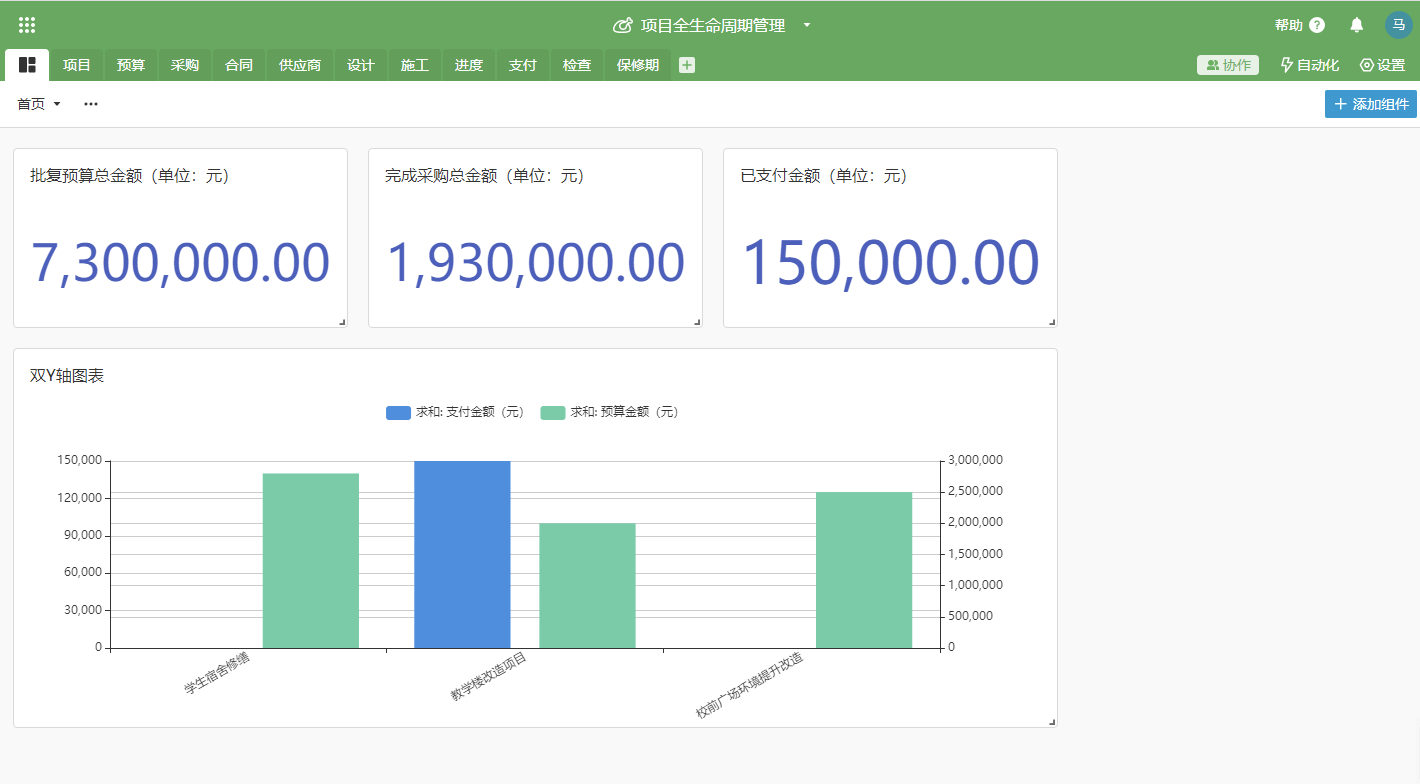 项目全生命周期管理
帮助 ?
马
项目 预算 采购 合同 供应商 设计 施工 进度 支付 检查 保修期
协作 自动化 设置
首页
添加组件
批复预算总金额（单位：元）
7,300,000.00
完成采购总金额（单位：元）
1,930,000.00
已支付金额（单位：元）
150,000.00
双Y轴图表
求和: 支付金额（元） 求和: 预算金额（元）
150,000
120,000
90,000
60,000
30,000
0
3,000,000
2,500,000
2,000,000
1,500,000
1,000,000
500,000
0
学生宿舍修缮
教学楼改造项目
校前广场环境提升改造